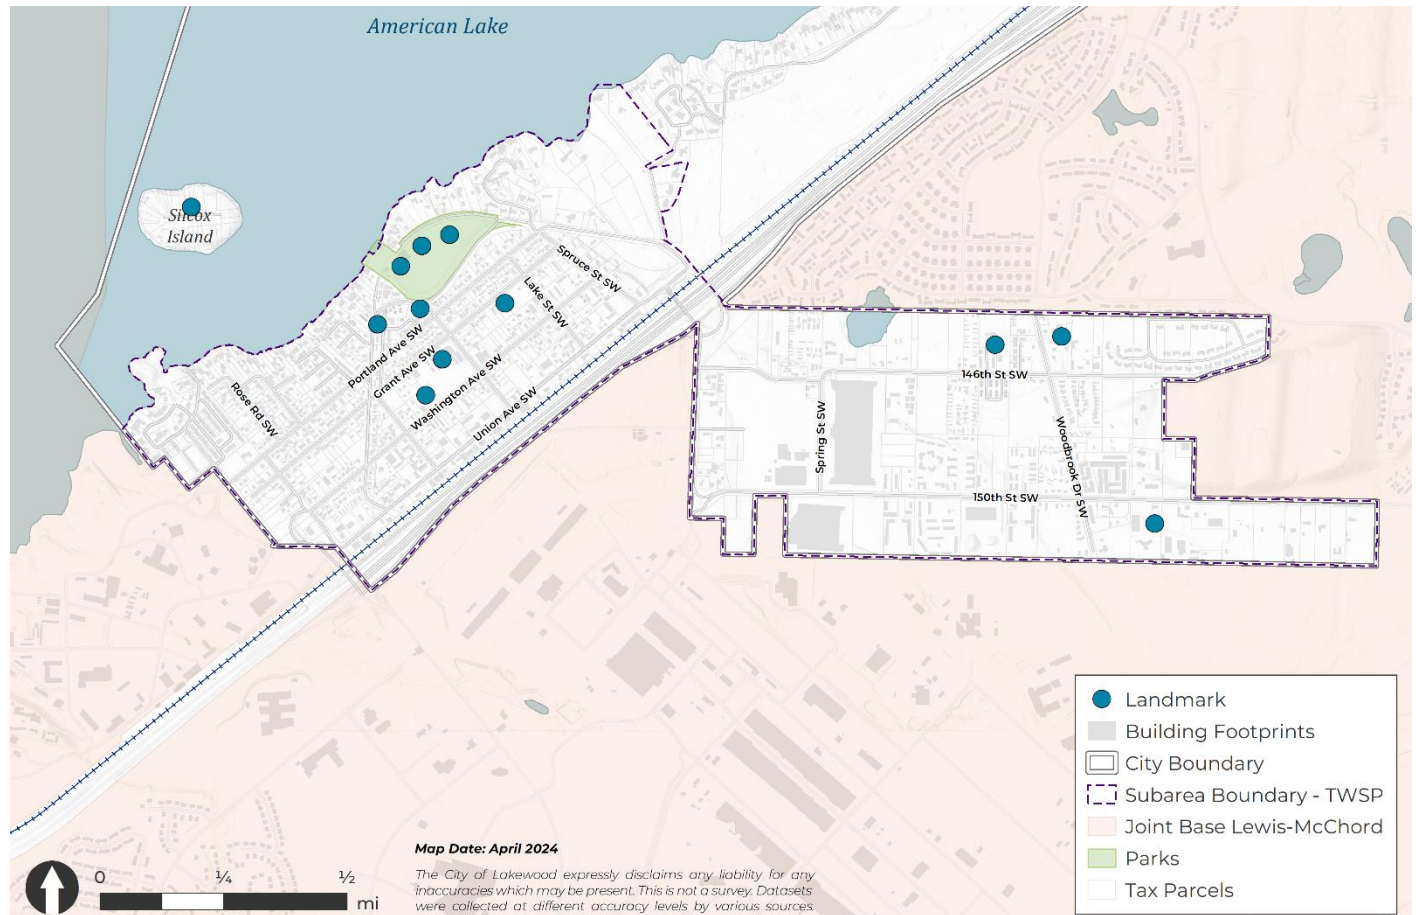 American Lake
Silcox
Island
Spruce St SW
Lake St SW
Portland Ave SW
Grant Ave SW
Washington Ave SW
Union Ave SW
Rose Rd SW
146th St SW
Spring St SW
Woodbrook Dr SW
150th St SW
Landmark
Building Footprints
City Boundary
Subarea Boundary - TWSP
Joint Base Lewis-McChord
Parks
Tax Parcels
Map Date: April 2024
The City of Lakewood expressly disclaims any liability for any
inaccuracies which may be present. This is not a survey. Datasets
were collected at different accuracy levels by various sources.
0 ¼ ½
mi